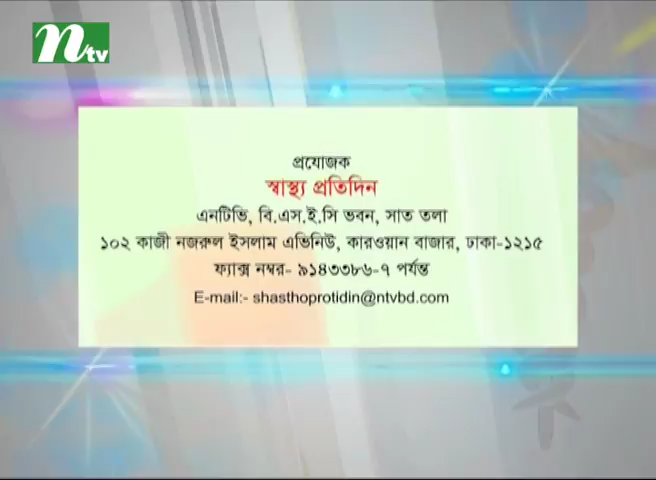 ntv
প্রযোজক
স্বাস্থ্য প্রতিদিন
এনটিভি, বি.এস.ই.সি ভবন, সাত তলা
১০২ কাজী নজরুল ইসলাম এভিনিউ, কারওয়ান বাজার, ঢাকা-১২১৫
ফ্যাক্স নম্বর- ৯১৪৩৩৮৬-৭ পর্যন্ত
E-mail:- shasthoprotidin@ntvbd.com